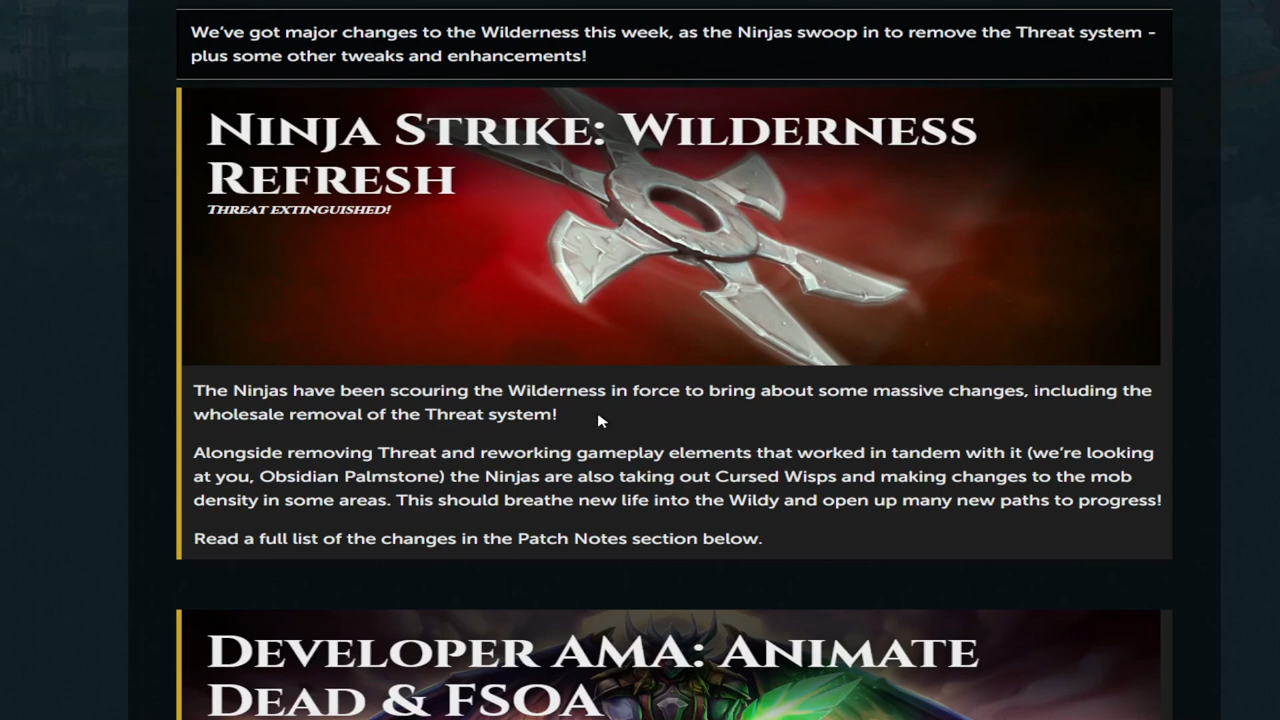 We've got major changes to the Wilderness this week, as the Ninjas swoop in to remove the Threat system -
plus some other tweaks and enhancements!
Ninja Strike: Wilderness
Refresh
Threat extinguished!
The Ninjas have been scouring the Wilderness in force to bring about some massive changes, including the
wholesale removal of the Threat system!
Alongside removing Threat and reworking gameplay elements that worked in tandem with it (we're looking
at you, Obsidian Palmstone) the Ninjas are also taking out Cursed Wisps and making changes to the mob
density in some areas. This should breathe new life into the Wildy and open up many new paths to progress!
Read a full list of the changes in the Patch Notes section below.
Developer AMA: Animate
Dead & FSOA